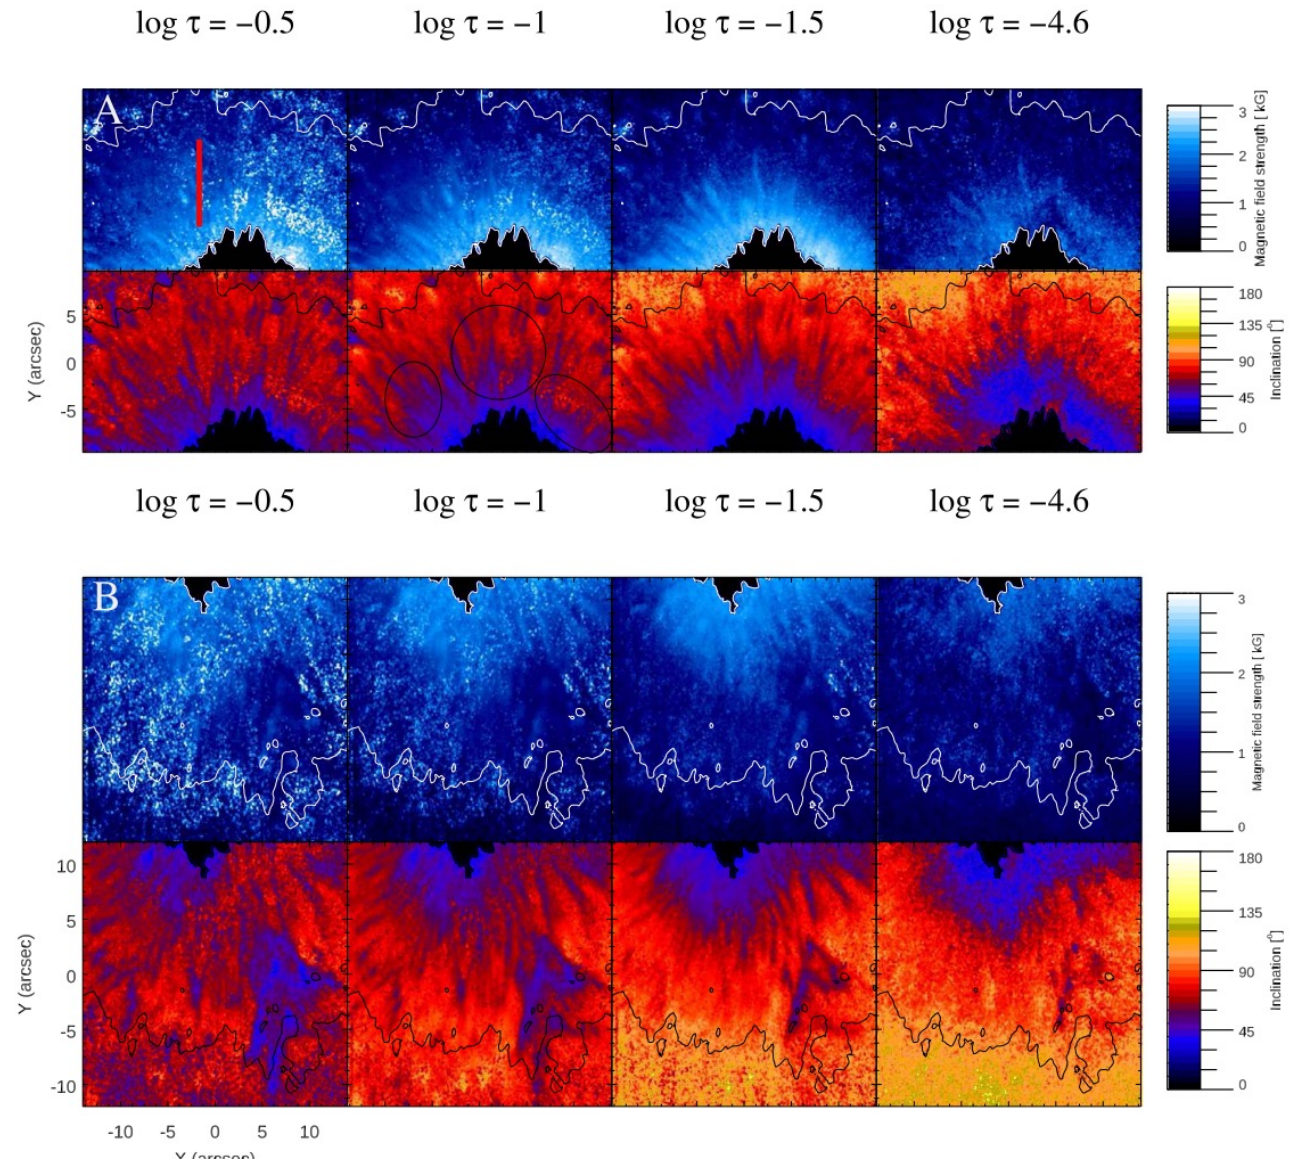 log τ = −0.5 log τ = −1 log τ = −1.5 log τ = −4.6
A
3
2
1
0
Magnetic field strength [ kG]
5
0
-5
Y (arcsec)
180
135
90
45
0
Inclination [°]
log τ = −0.5 log τ = −1 log τ = −1.5 log τ = −4.6
B
3
2
1
0
Magnetic field strength [ kG]
10
5
0
-5
-10
Y (arcsec)
180
135
90
45
0
Inclination [°]
-10 -5 0 5 10
X (arcsec)